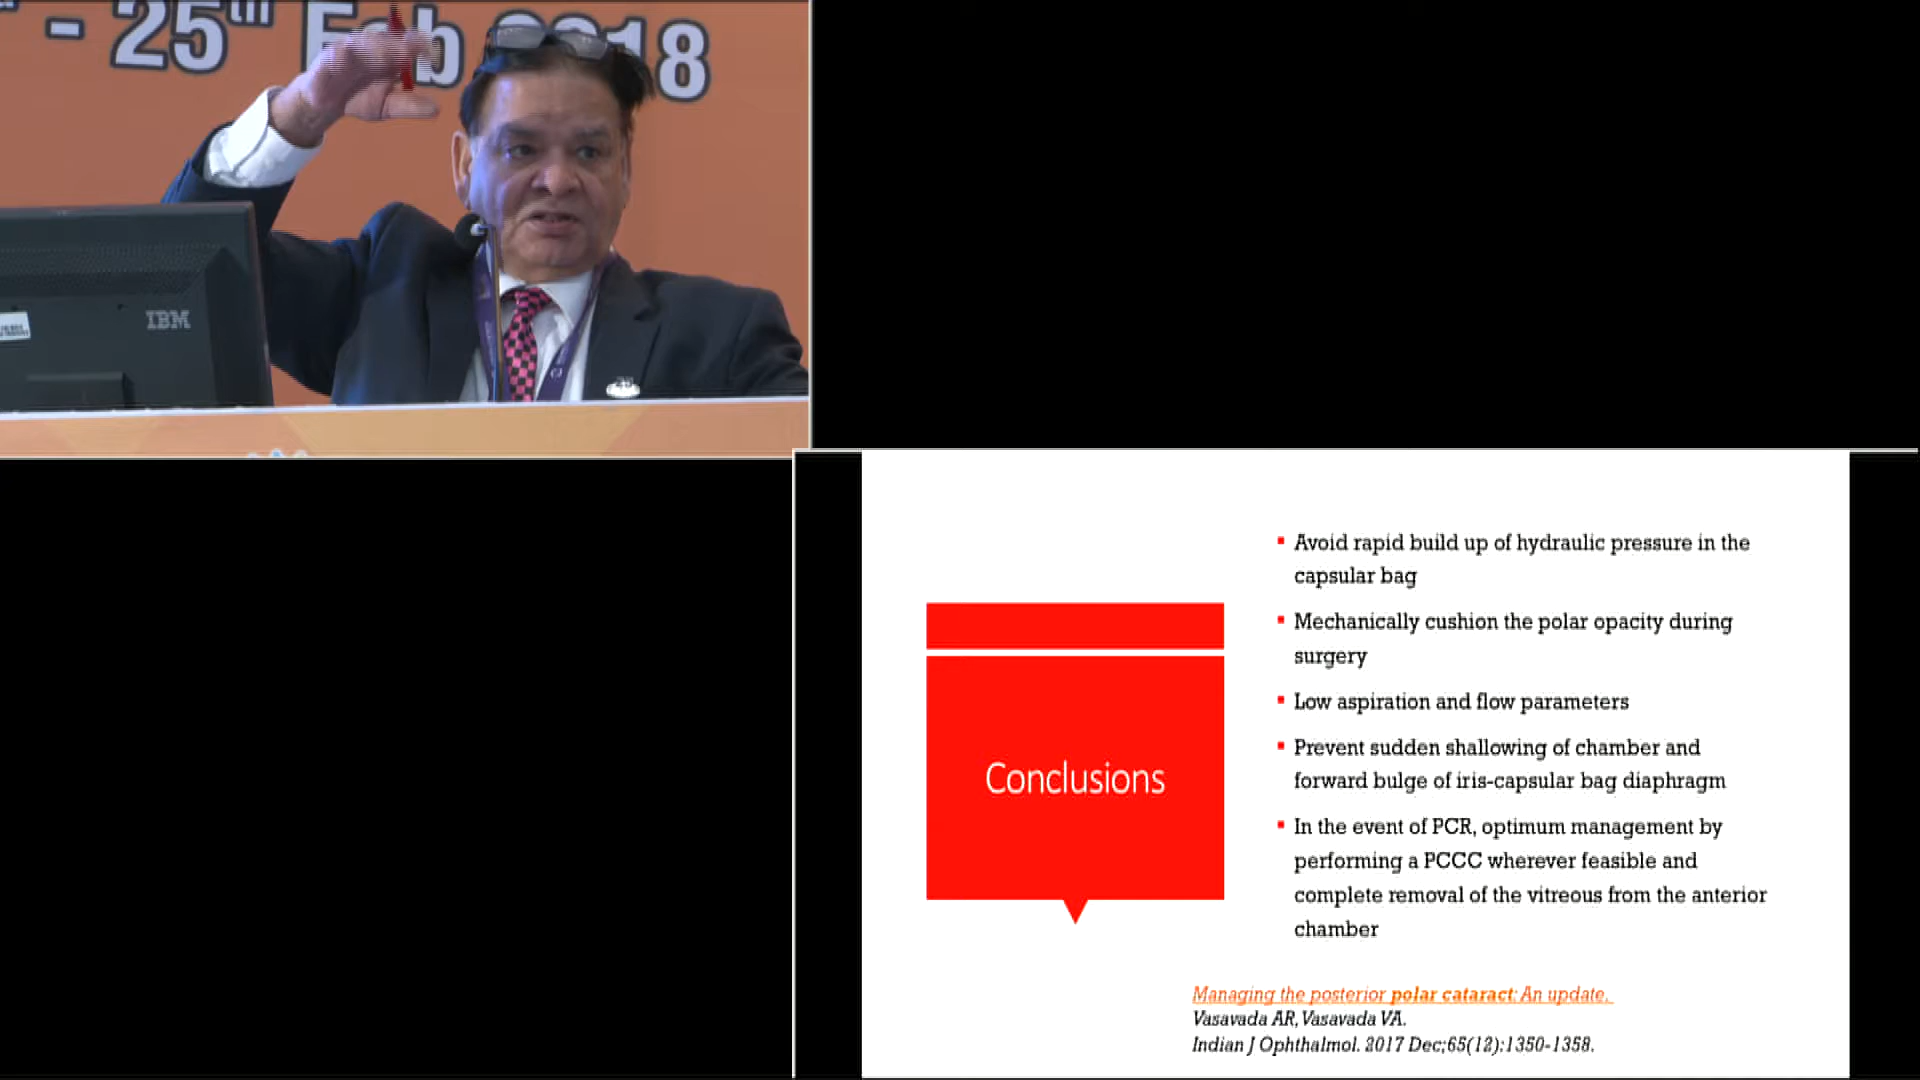 - 25th Feb 2018
IBM
Conclusions
▪ Avoid rapid build up of hydraulic pressure in the
capsular bag
▪ Mechanically cushion the polar opacity during
surgery
▪ Low aspiration and flow parameters
▪ Prevent sudden shallowing of chamber and
forward bulge of iris-capsular bag diaphragm
▪ In the event of PCR, optimum management by
performing a PCCC wherever feasible and
complete removal of the vitreous from the anterior
chamber
Managing the posterior polar cataract: An update.
Vasavada AR, Vasavada VA.
Indian J Ophthalmol. 2017 Dec;65(12):1350-1358.